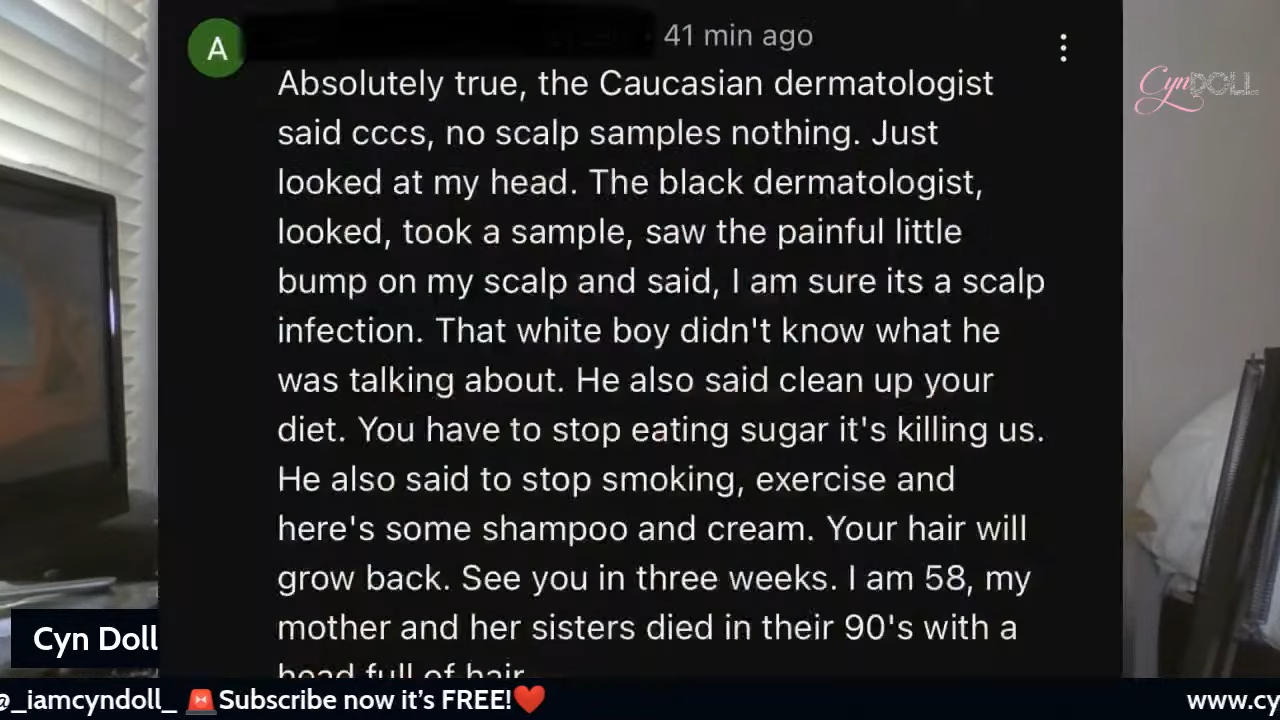 A
41 min ago
Absolutely true, the Caucasian dermatologist
said cccs, no scalp samples nothing. Just
looked at my head. The black dermatologist,
looked, took a sample, saw the painful little
bump on my scalp and said, I am sure its a scalp
infection. That white boy didn't know what he
was talking about. He also said clean up your
diet. You have to stop eating sugar it's killing us.
He also said to stop smoking, exercise and
here's some shampoo and cream. Your hair will
grow back. See you in three weeks. I am 58, my
mother and her sisters died in their 90's with a
head full of hair
CynDOLL
Cyn Doll
@_iamcyndoll_ 🚨Subscribe now it's FREE!❤️
www.cy